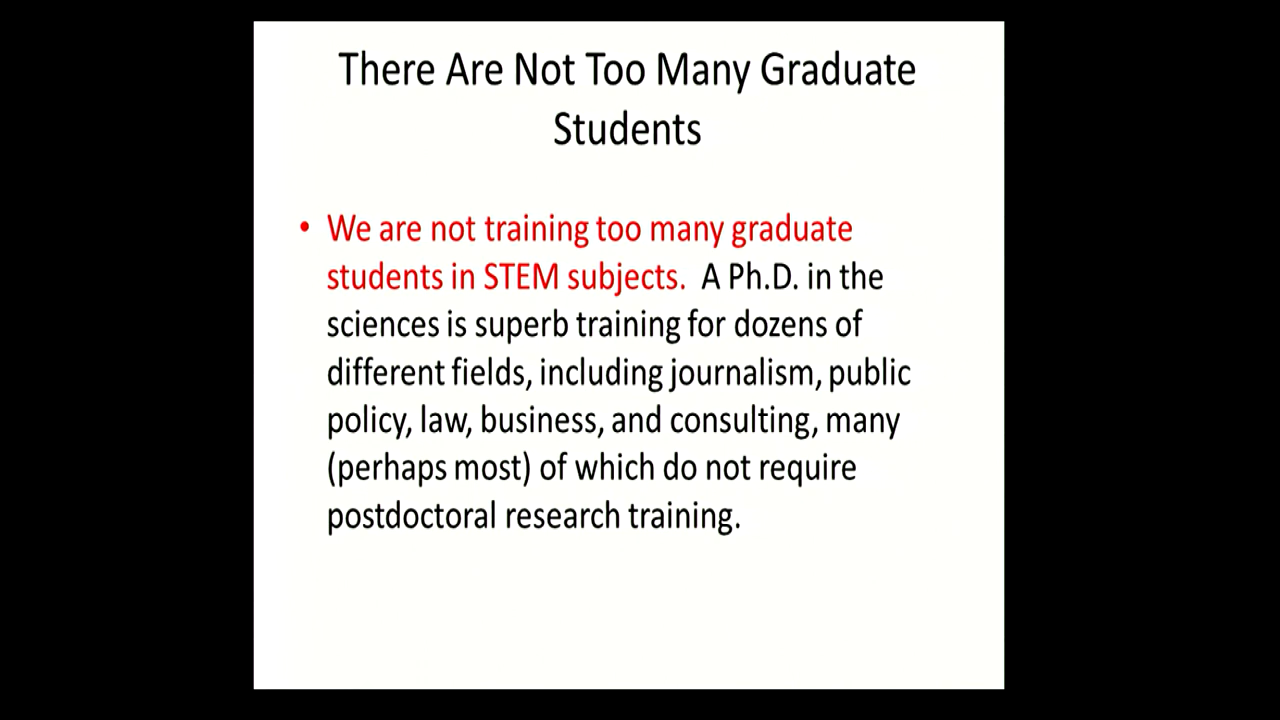 There Are Not Too Many Graduate
Students
• We are not training too many graduate
students in STEM subjects.  A Ph.D. in the
sciences is superb training for dozens of
different fields, including journalism, public
policy, law, business, and consulting, many
(perhaps most) of which do not require
postdoctoral research training.